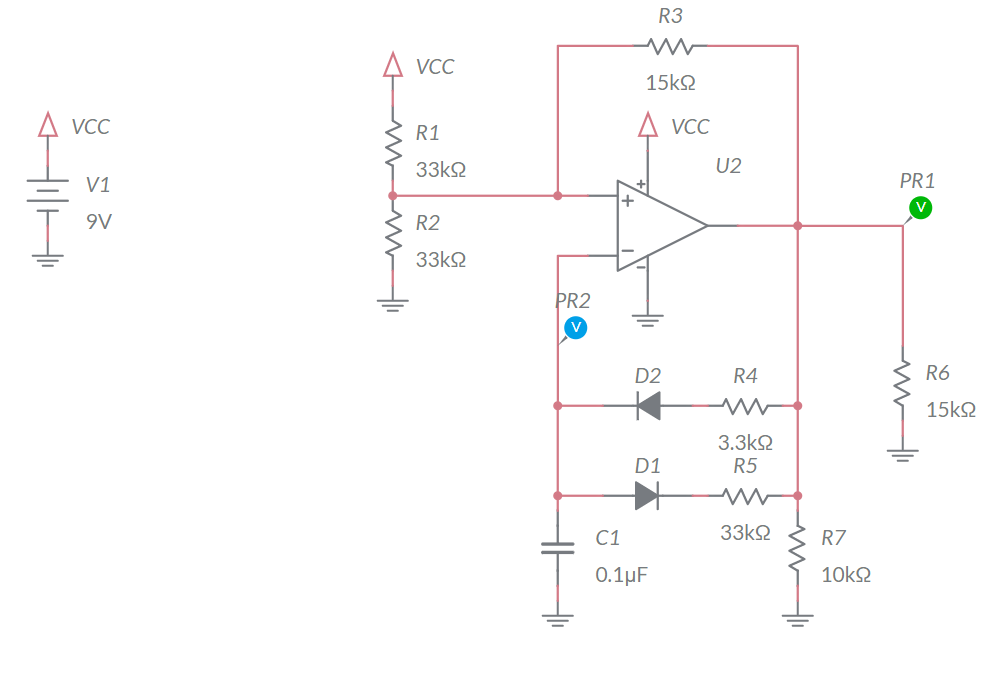 R3
15kΩ
VCC
VCC
VCC
R1
33kΩ
V1
9V
R2
33kΩ
U2
+
+
−
−
PR1
V
PR2
V
D2
R4
3.3kΩ
D1
R5
33kΩ
R6
15kΩ
C1
0.1µF
R7
10kΩ